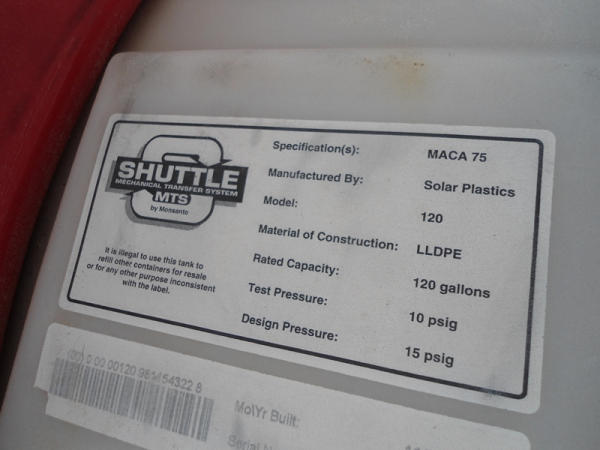 SHUTTLE
MECHANICAL TRANSFER SYSTEM
MTS
by Monsanto
It is illegal to use this tank to
refill other containers for resale
or for any other purpose inconsistent
with the label.
Specification(s): MACA 75
Manufactured By: Solar Plastics
Model: 120
Material of Construction: LLDPE
Rated Capacity: 120 gallons
Test Pressure: 10 psig
Design Pressure: 15 psig
Mo\Yr Built:
Serial